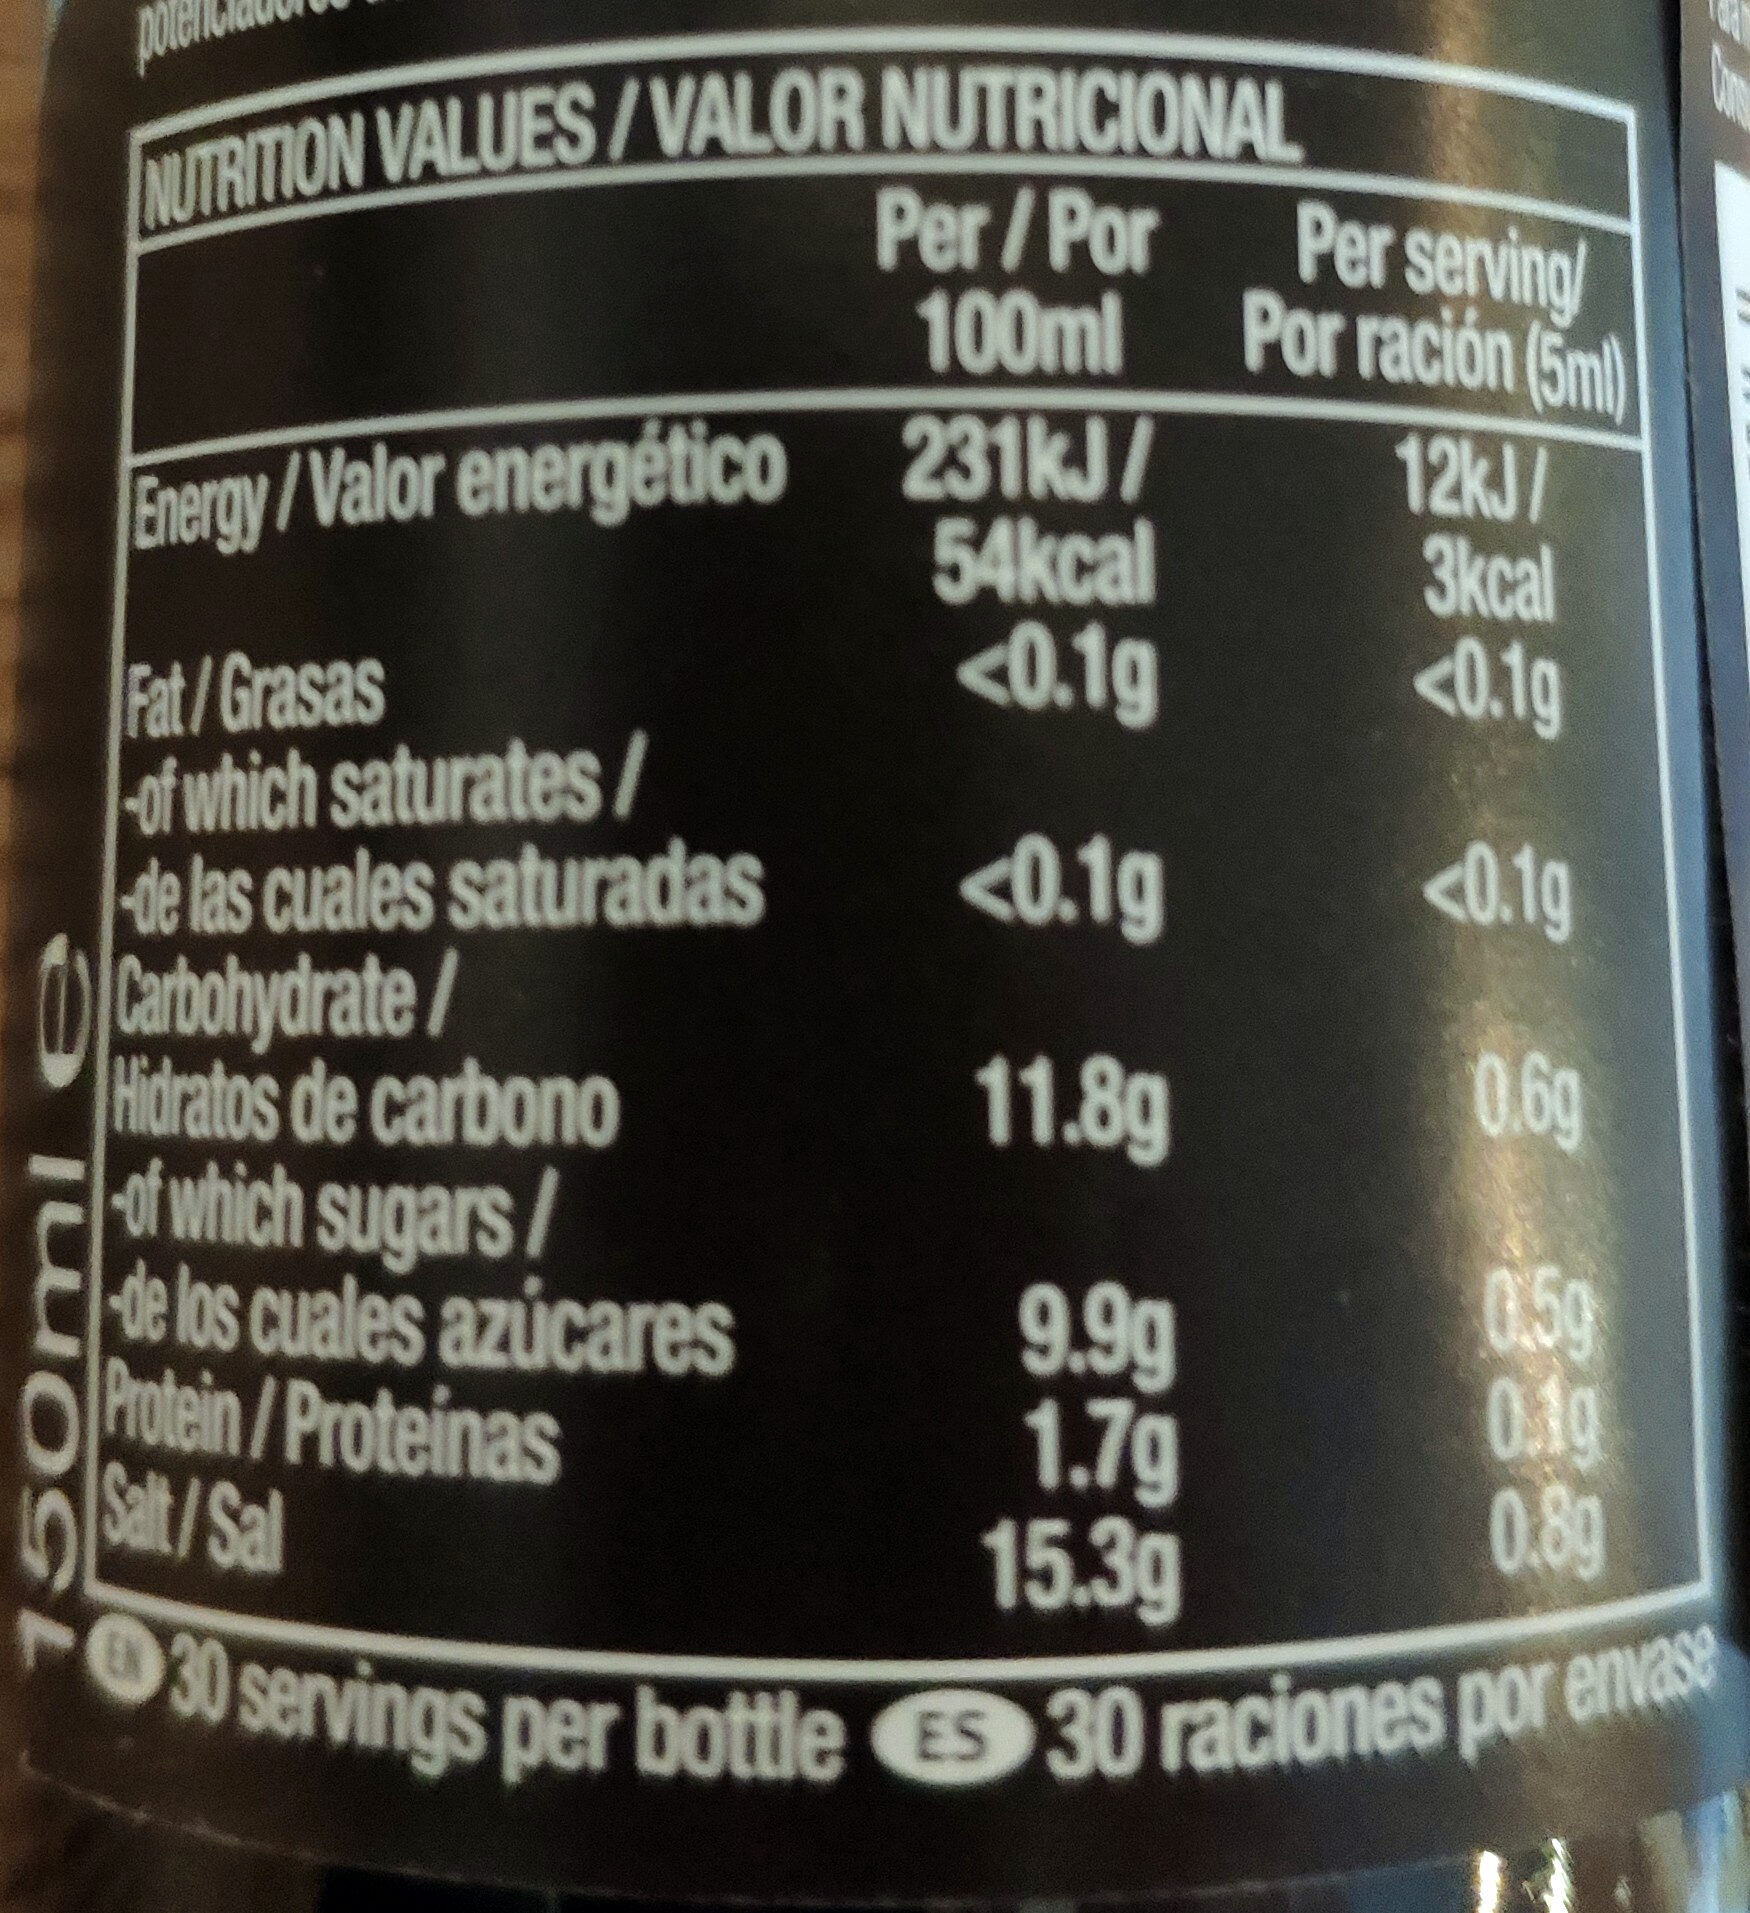 NUTRITION VALUES / VALOR NUTRICIONAL
Per / Por 100ml Per serving/ Por ración (5ml)
Energy / Valor energético 231kJ / 12kJ /
54kcal 3kcal
Fat / Grasas <0.1g <0.1g
-of which saturates /
-de las cuales saturadas <0.1g <0.1g
Carbohydrate /
Hidratos de carbono 11.8g 0.6g
-of which sugars /
-de los cuales azúcares 9.9g 0.5g
Protein / Proteínas 1.7g 0.1g
Salt / Sal 15.3g 0.8g
EN 30 servings per bottle ES 30 raciones por envase
150ml e